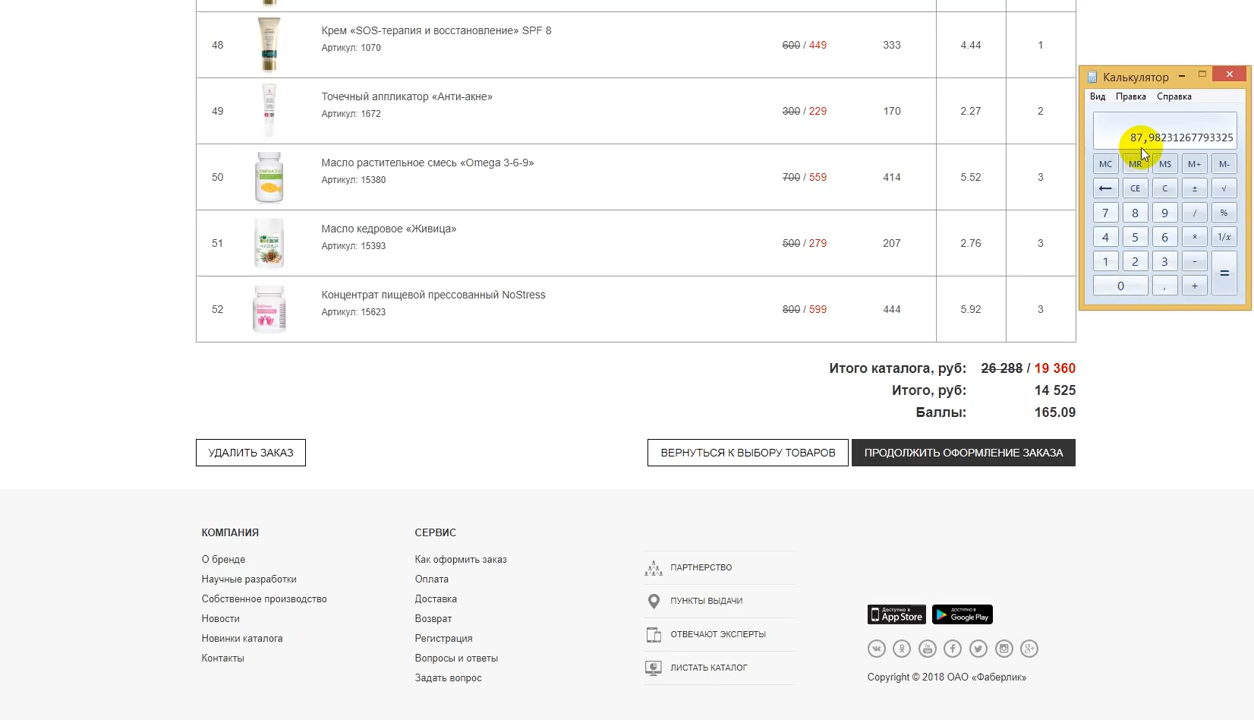 48
Крем «SOS-терапия и восстановление» SPF 8
Артикул: 1070
600 / 449
333
4.44
1
49
Точечный аппликатор «Анти-акне»
Артикул: 1672
300 / 229
170
2.27
2
50
Масло растительное смесь «Omega 3-6-9»
Артикул: 15380
700 / 559
414
5.52
3
51
Масло кедровое «Живица»
Артикул: 15393
500 / 279
207
2.76
3
52
Концентрат пищевой прессованный NoStress
Артикул: 15623
800 / 599
444
5.92
3
Итого каталога, руб: 26 288 / 19 360
Итого, руб: 14 525
Баллы: 165.09
УДАЛИТЬ ЗАКАЗ
ВЕРНУТЬСЯ К ВЫБОРУ ТОВАРОВ
ПРОДОЛЖИТЬ ОФОРМЛЕНИЕ ЗАКАЗА
Калькулятор
Вид Правка Справка
87,98231267793325
MC MR MS M+ M-
← CE C ± √
7 8 9 / %
4 5 6 * 1/x
1 2 3 - =
0 , +
КОМПАНИЯ
О бренде
Научные разработки
Собственное производство
Новости
Новинки каталога
Контакты
СЕРВИС
Как оформить заказ
Оплата
Доставка
Возврат
Регистрация
Вопросы и ответы
Задать вопрос
ПАРТНЕРСТВО
ПУНКТЫ ВЫДАЧИ
ОТВЕЧАЮТ ЭКСПЕРТЫ
ЛИСТАТЬ КАТАЛОГ
Доступно в App Store
ДОСТУПНО В Google Play
Copyright © 2018 ОАО «Фаберлик»